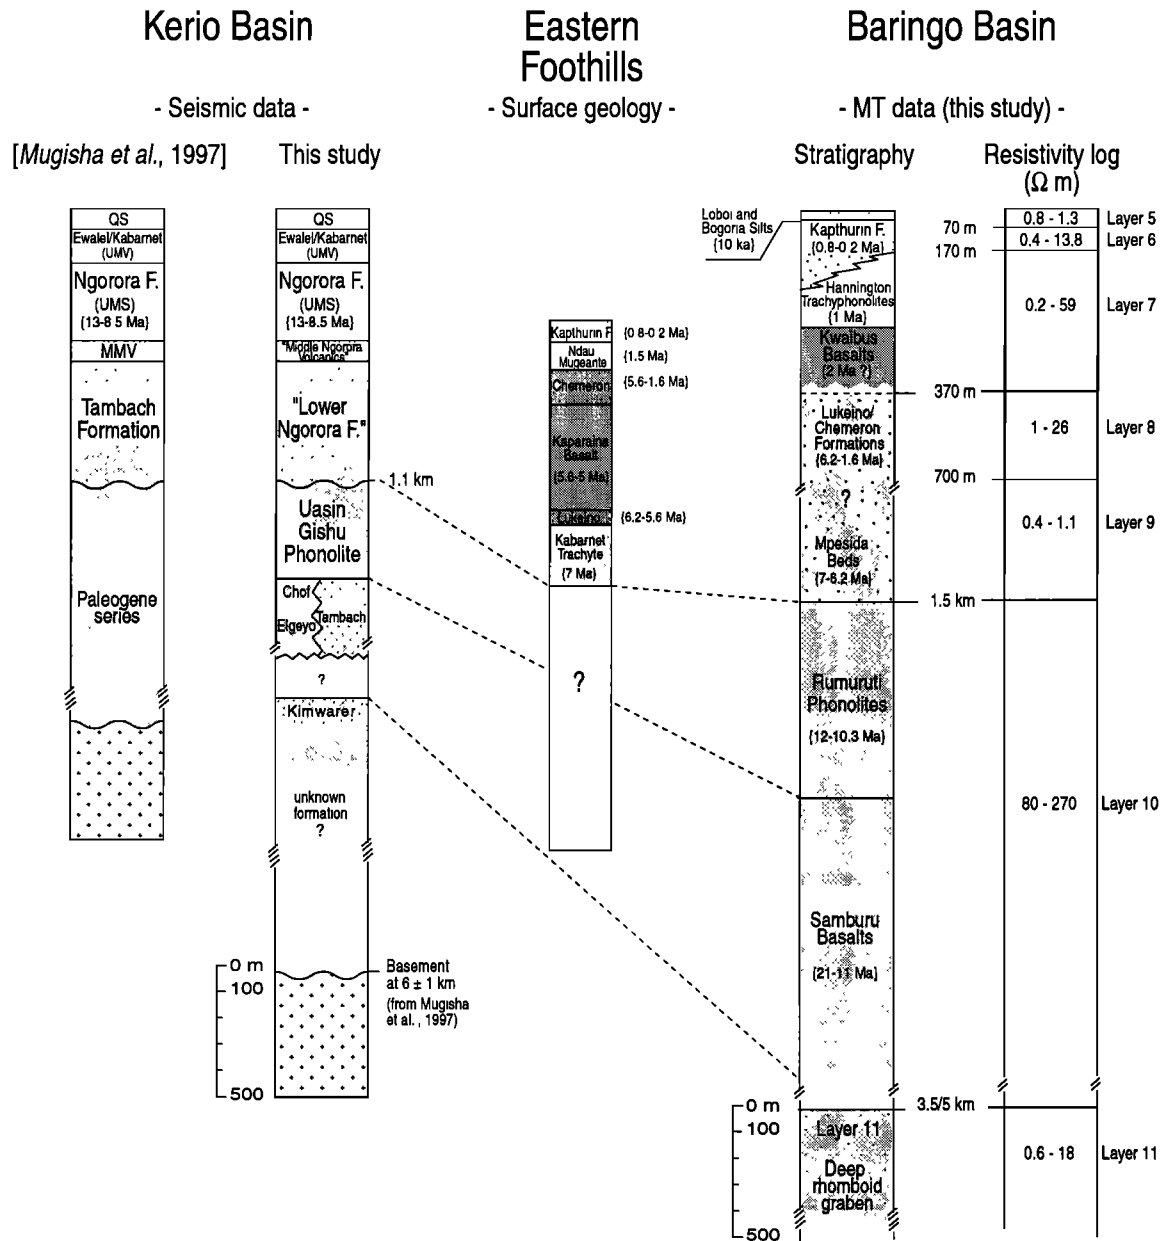 Kerio Basin
Eastern
Foothills
Baringo Basin
- Seismic data -
- Surface geology -
- MT data (this study) -
[Mugisha et al., 1997]
This study
Stratigraphy
Resistivity log
(Ω m)
QS
Ewalel/Kabarnet
(UMV)
Ngorora F.
(UMS)
{13-8 5 Ma}
MMV
Tambach
Formation
Paleogene
series
QS
Ewalel/Kabarnet
(UMV)
Ngorora F.
(UMS)
{13-8.5 Ma}
"Middle Ngorora
Volcanics"
"Lower
Ngorora F."
1.1 km
Uasin
Gishu
Phonolite
Chof
Elgeyo
Tambach
?
Kimwarer
unknown
formation
?
0 m
100
500
Basement
at 6 ± 1 km
(from Mugisha
et al., 1997)
Kapthurin F
{0 8-0 2 Ma}
Ndau
Mugeante
{1.5 Ma}
Chemeron
{5.6-1.6 Ma}
Kaparaina
Basalt
{5.6-5 Ma}
Lukeino
{6.2-5.6 Ma}
Kabarnet
Trachyte
{7 Ma}
?
Loboi and
Bogoria Silts
{10 ka}
Kapthurin F.
{0.8-0 2 Ma}
Hannington
Trachyphonolites
{1 Ma}
Kwaibus
Basalts
{2 Ma ?}
Lukeino/
Chemeron
Formations
{6.2-1.6 Ma}
?
Mpesida
Beds
{7-6.2 Ma}
Rumuruti
Phonolites
{12-10.3 Ma}
Samburu
Basalts
{21-11 Ma}
Layer 11
Deep
rhomboid
graben
0 m
100
500
70 m
170 m
370 m
700 m
1.5 km
3.5/5 km
0.8 - 1.3
Layer 5
0.4 - 13.8
Layer 6
0.2 - 59
Layer 7
1 - 26
Layer 8
0.4 - 1.1
Layer 9
80 - 270
Layer 10
0.6 - 18
Layer 11